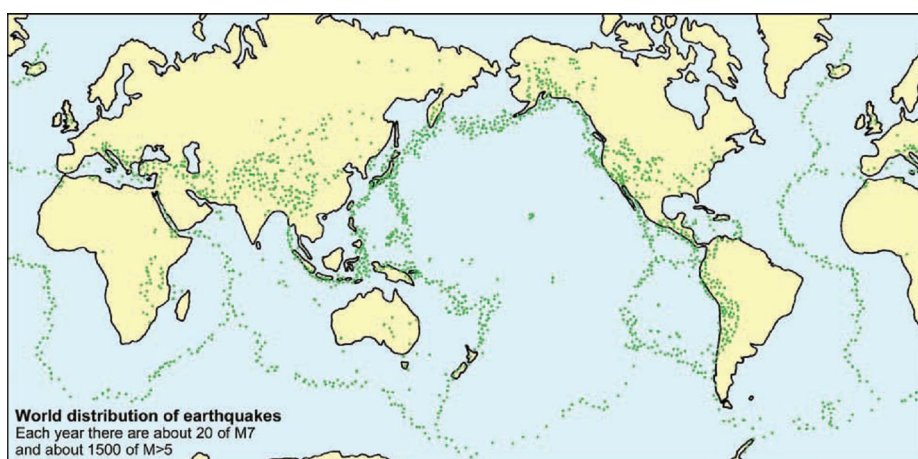 World distribution of earthquakes
Each year there are about 20 of M7
and about 1500 of M>5